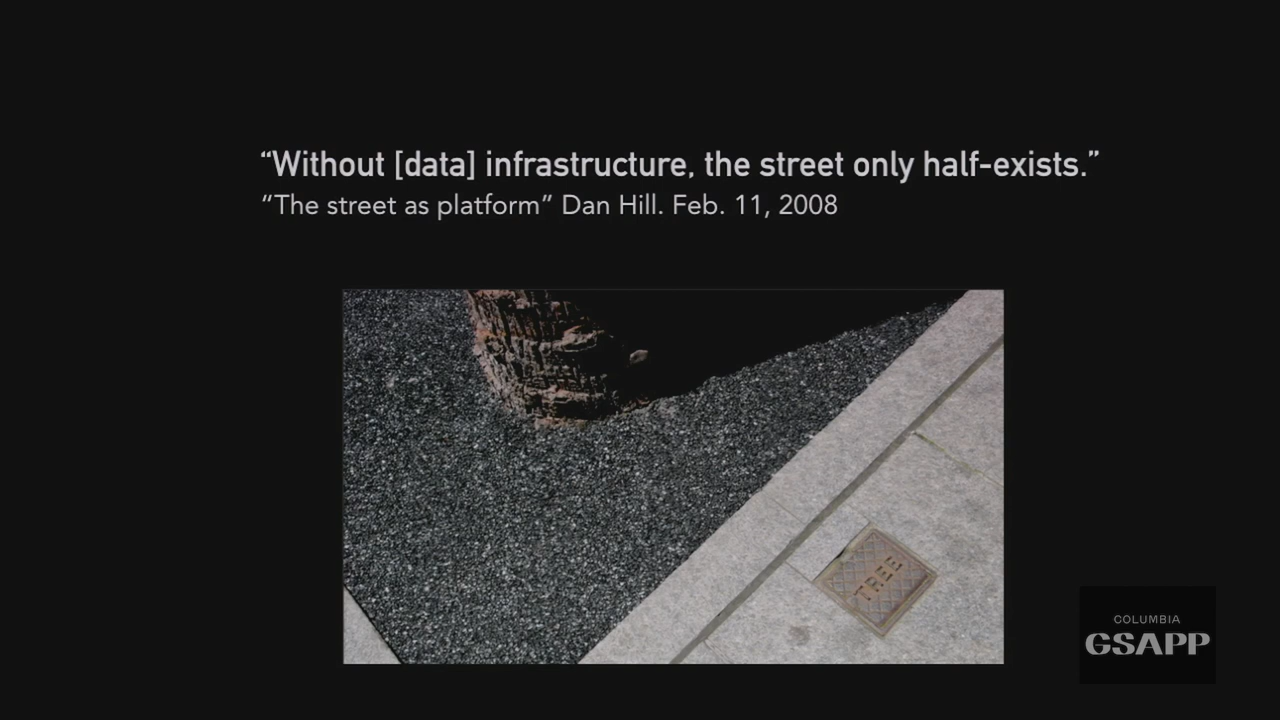 “Without [data] infrastructure, the street only half-exists.”
“The street as platform” Dan Hill. Feb. 11, 2008
TREE
COLUMBIA
GSAPP